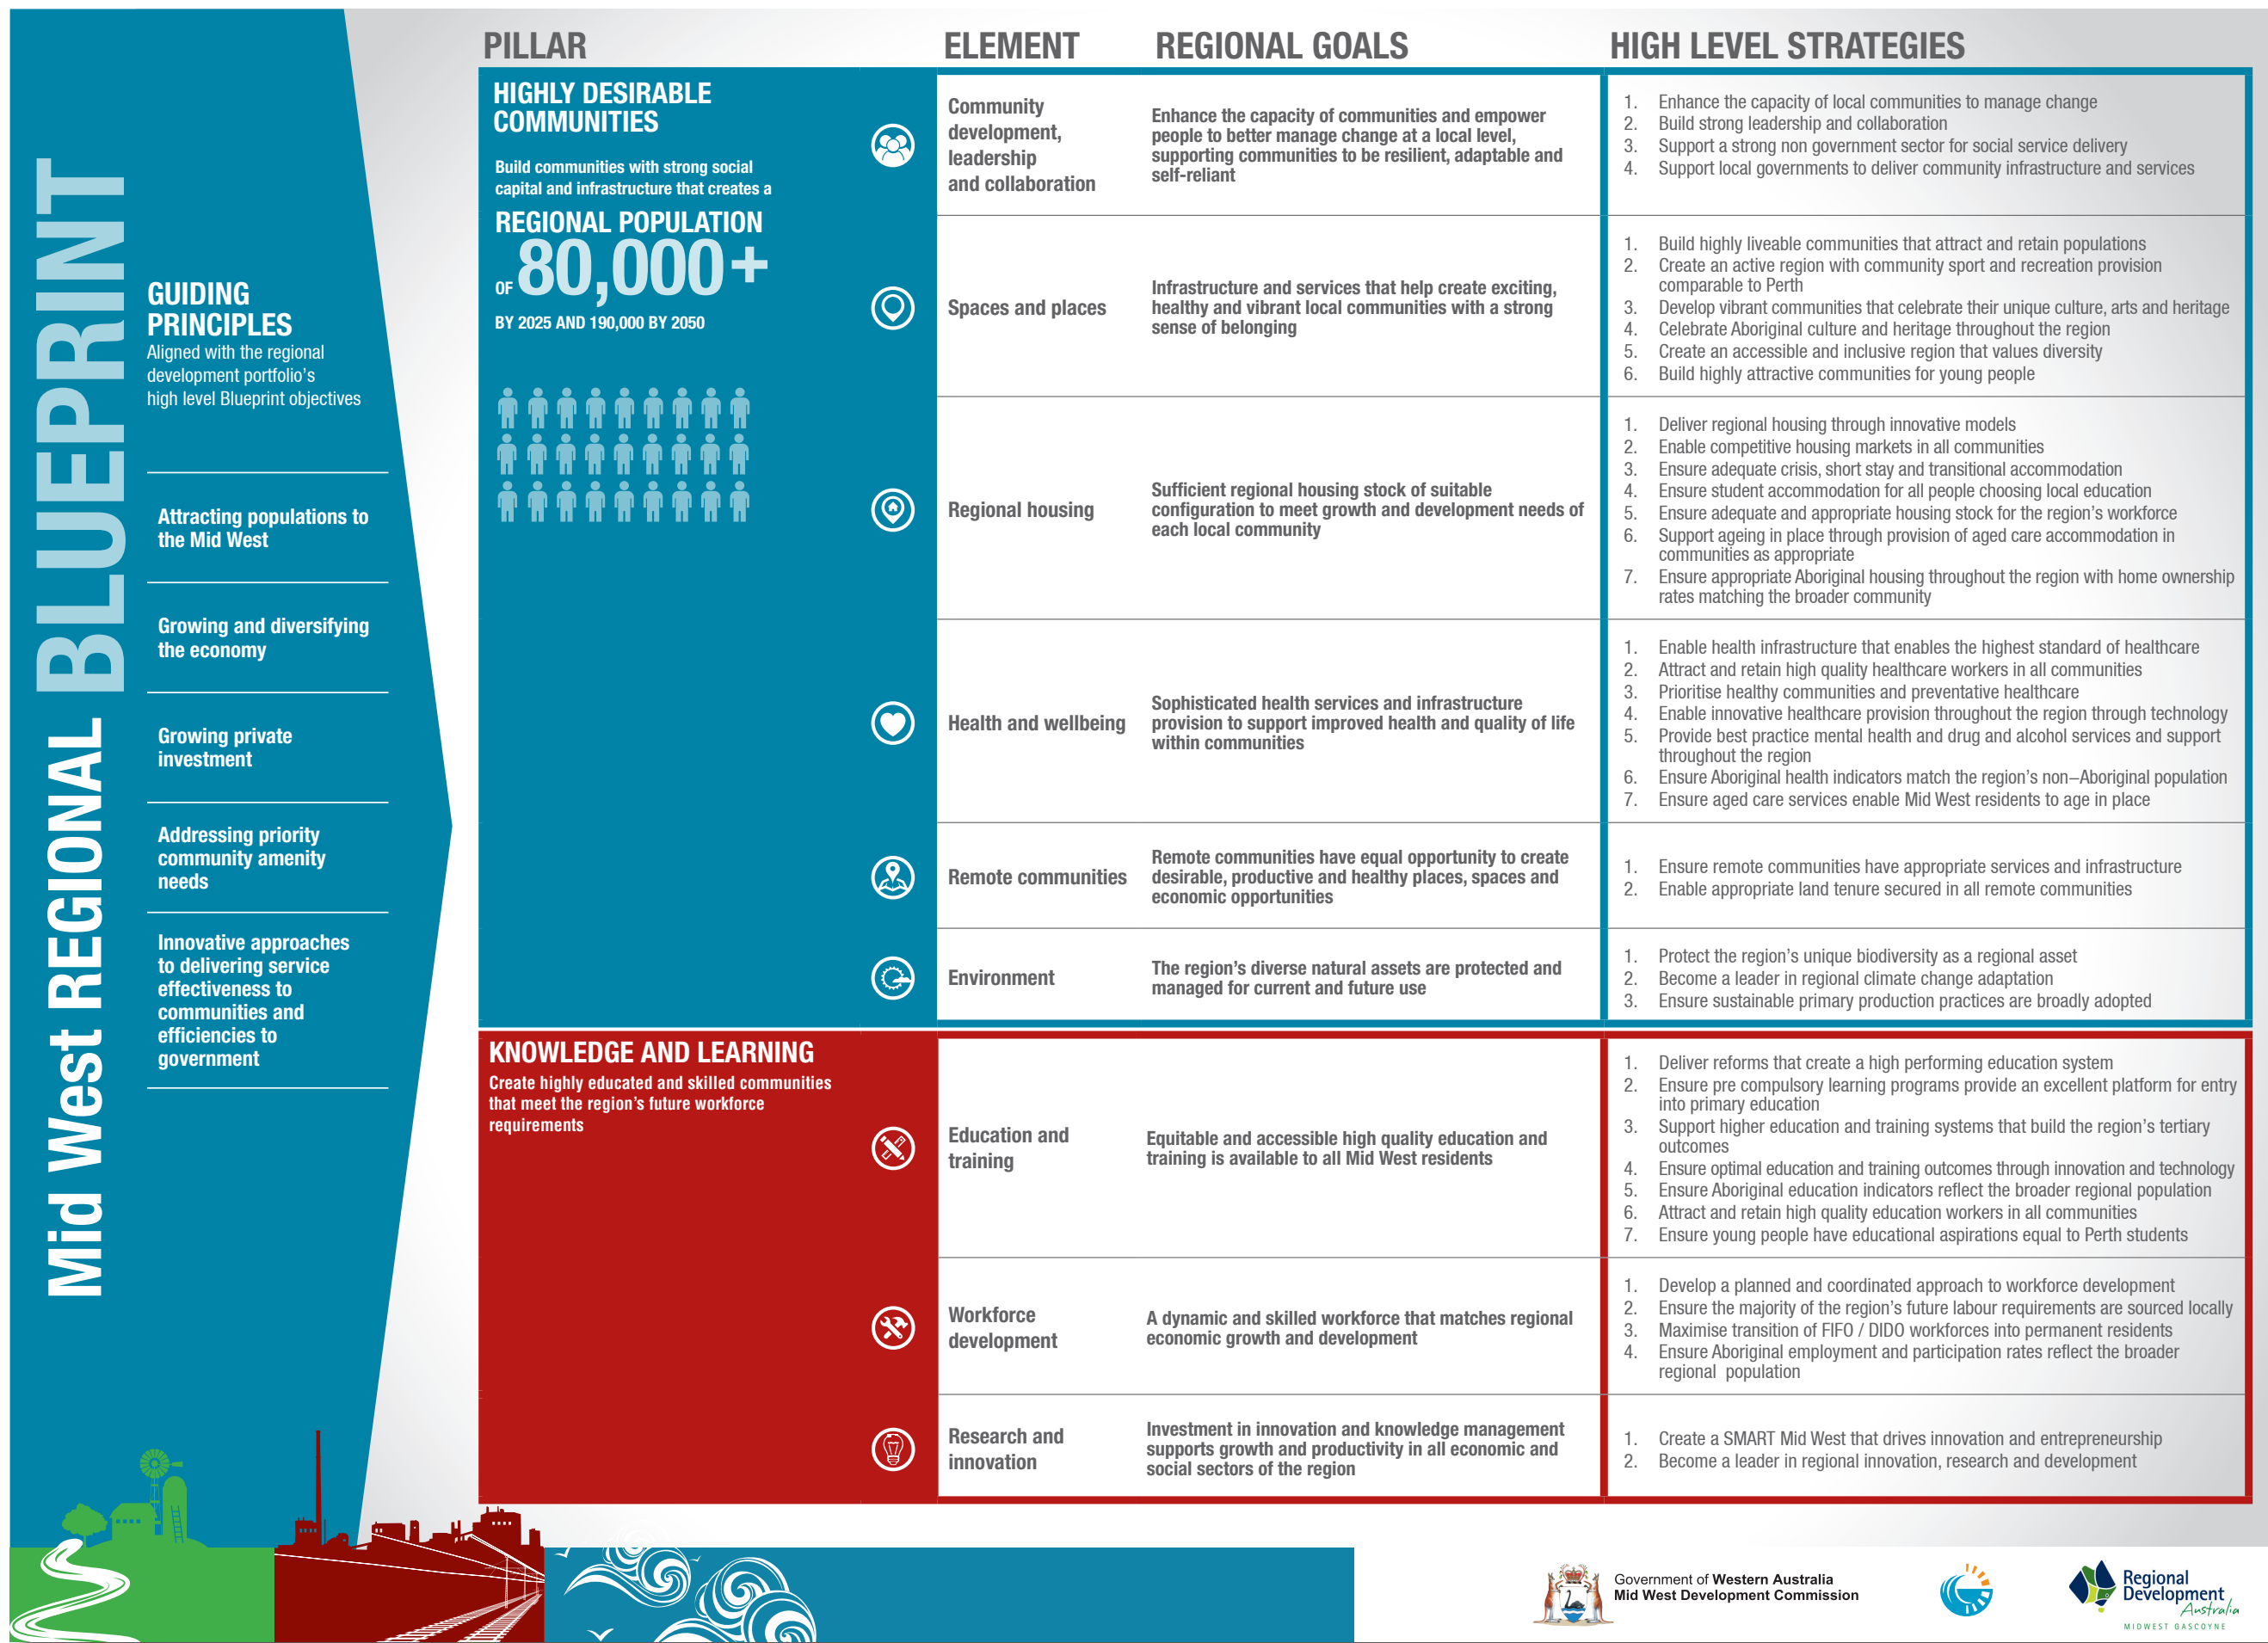 Mid West REGIONAL BLUEPRINT
GUIDING
PRINCIPLES
Aligned with the regional
development portfolio’s
high level Blueprint objectives
Attracting populations to
the Mid West
Growing and diversifying
the economy
Growing private
investment
Addressing priority
community amenity
needs
Innovative approaches
to delivering service
effectiveness to
communities and
efficiencies to
government
PILLAR
ELEMENT
REGIONAL GOALS
HIGH LEVEL STRATEGIES
HIGHLY DESIRABLE
COMMUNITIES
Build communities with strong social
capital and infrastructure that creates a
REGIONAL POPULATION
OF 80,000+
BY 2025 AND 190,000 BY 2050
Community
development,
leadership
and collaboration
Enhance the capacity of communities and empower
people to better manage change at a local level,
supporting communities to be resilient, adaptable and
self-reliant
1. Enhance the capacity of local communities to manage change
2. Build strong leadership and collaboration
3. Support a strong non government sector for social service delivery
4. Support local governments to deliver community infrastructure and services
Spaces and places
Infrastructure and services that help create exciting,
healthy and vibrant local communities with a strong
sense of belonging
1. Build highly liveable communities that attract and retain populations
2. Create an active region with community sport and recreation provision
comparable to Perth
3. Develop vibrant communities that celebrate their unique culture, arts and heritage
4. Celebrate Aboriginal culture and heritage throughout the region
5. Create an accessible and inclusive region that values diversity
6. Build highly attractive communities for young people
Regional housing
Sufficient regional housing stock of suitable
configuration to meet growth and development needs of
each local community
1. Deliver regional housing through innovative models
2. Enable competitive housing markets in all communities
3. Ensure adequate crisis, short stay and transitional accommodation
4. Ensure student accommodation for all people choosing local education
5. Ensure adequate and appropriate housing stock for the region’s workforce
6. Support ageing in place through provision of aged care accommodation in
communities as appropriate
7. Ensure appropriate Aboriginal housing throughout the region with home ownership
rates matching the broader community
Health and wellbeing
Sophisticated health services and infrastructure
provision to support improved health and quality of life
within communities
1. Enable health infrastructure that enables the highest standard of healthcare
2. Attract and retain high quality healthcare workers in all communities
3. Prioritise healthy communities and preventative healthcare
4. Enable innovative healthcare provision throughout the region through technology
5. Provide best practice mental health and drug and alcohol services and support
throughout the region
6. Ensure Aboriginal health indicators match the region’s non–Aboriginal population
7. Ensure aged care services enable Mid West residents to age in place
Remote communities
Remote communities have equal opportunity to create
desirable, productive and healthy places, spaces and
economic opportunities
1. Ensure remote communities have appropriate services and infrastructure
2. Enable appropriate land tenure secured in all remote communities
Environment
The region’s diverse natural assets are protected and
managed for current and future use
1. Protect the region’s unique biodiversity as a regional asset
2. Become a leader in regional climate change adaptation
3. Ensure sustainable primary production practices are broadly adopted
KNOWLEDGE AND LEARNING
Create highly educated and skilled communities
that meet the region’s future workforce
requirements
Education and
training
Equitable and accessible high quality education and
training is available to all Mid West residents
1. Deliver reforms that create a high performing education system
2. Ensure pre compulsory learning programs provide an excellent platform for entry
into primary education
3. Support higher education and training systems that build the region’s tertiary
outcomes
4. Ensure optimal education and training outcomes through innovation and technology
5. Ensure Aboriginal education indicators reflect the broader regional population
6. Attract and retain high quality education workers in all communities
7. Ensure young people have educational aspirations equal to Perth students
Workforce
development
A dynamic and skilled workforce that matches regional
economic growth and development
1. Develop a planned and coordinated approach to workforce development
2. Ensure the majority of the region’s future labour requirements are sourced locally
3. Maximise transition of FIFO / DIDO workforces into permanent residents
4. Ensure Aboriginal employment and participation rates reflect the broader
regional population
Research and
innovation
Investment in innovation and knowledge management
supports growth and productivity in all economic and
social sectors of the region
1. Create a SMART Mid West that drives innovation and entrepreneurship
2. Become a leader in regional innovation, research and development
Government of Western Australia
Mid West Development Commission
Regional
Development
Australia
MIDWEST GASCOYNE